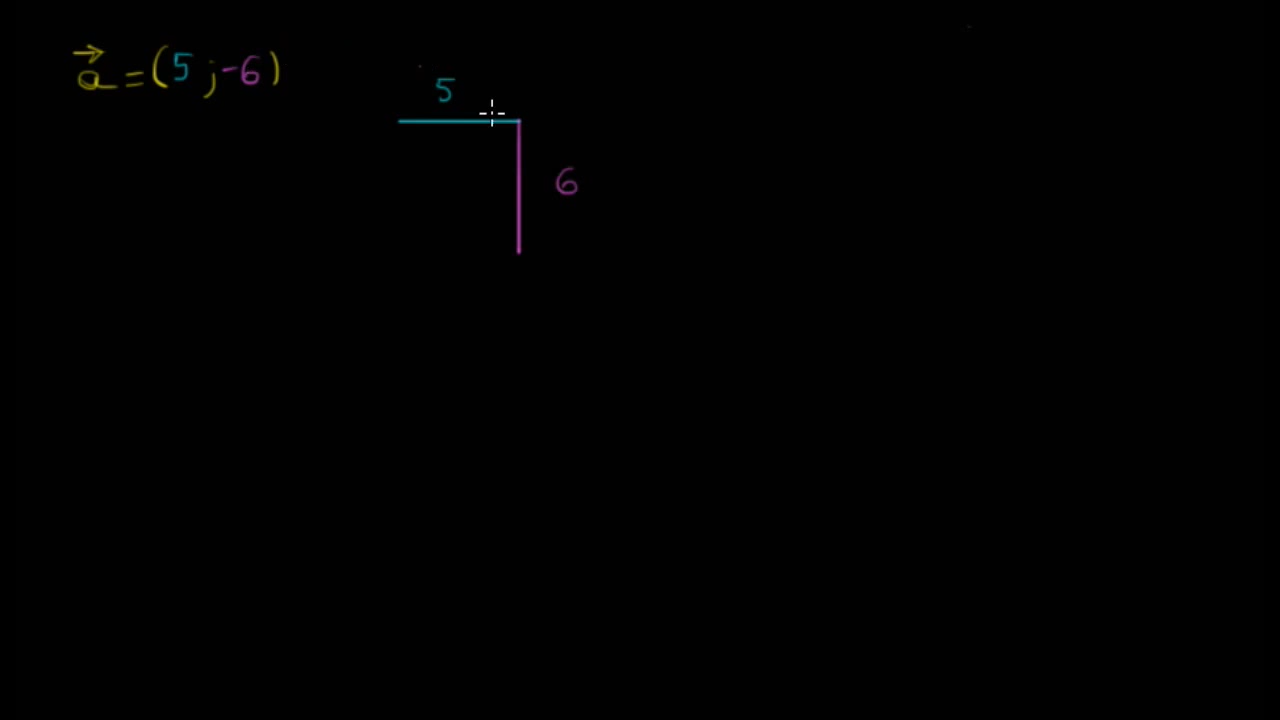 a⃗ = (5 ; -6)
5
6